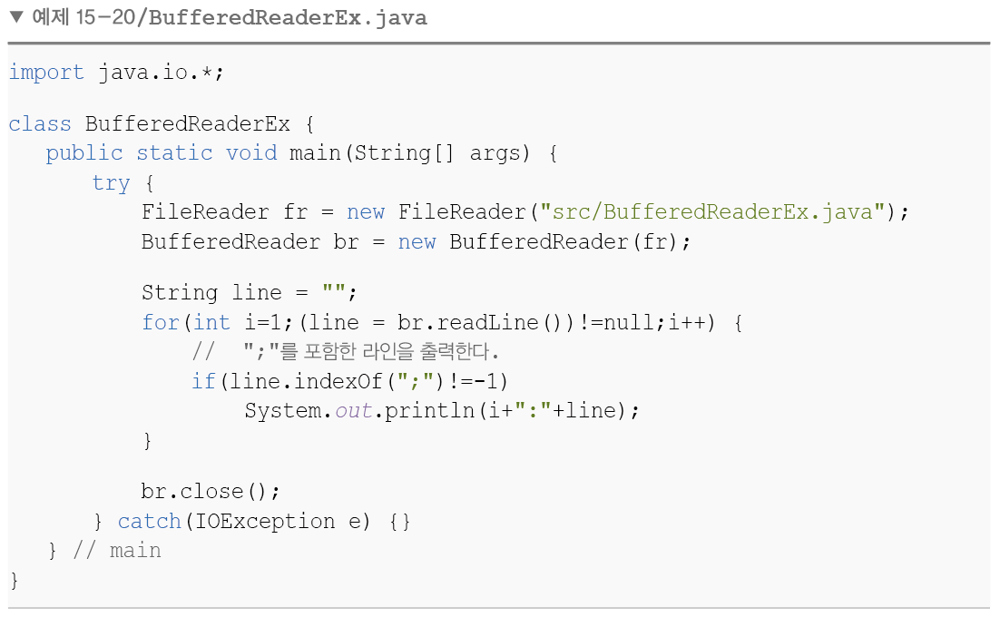 ▼ 예제 15-20/BufferedReaderEx.java
import java.io.*;
class BufferedReaderEx {
public static void main(String[] args) {
try {
FileReader fr = new FileReader("src/BufferedReaderEx.java");
BufferedReader br = new BufferedReader(fr);
String line = "";
for(int i=1;(line = br.readLine())!=null;i++) {
// ";"를 포함한 라인을 출력한다.
if(line.indexOf(";")!=-1)
System.out.println(i+":"+line);
}
br.close();
} catch(IOException e) {}
} // main
}